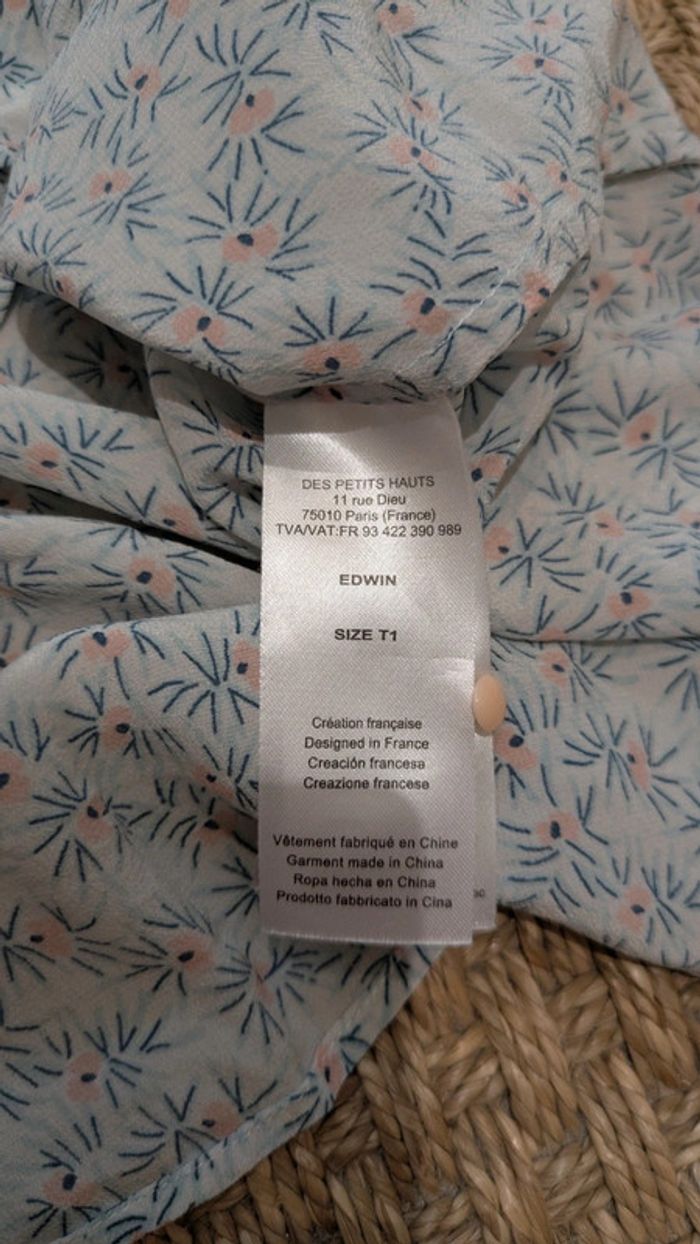 DES PETITS HAUTS
11 rue Dieu
75010 Paris (France)
TVA/VAT:FR 93 422 390 989
EDWIN
SIZE T1
Création française
Designed in France
Creación francesa
Creazione francese
Vêtement fabriqué en Chine
Garment made in China
Ropa hecha en China
Prodotto fabbricato in Cina